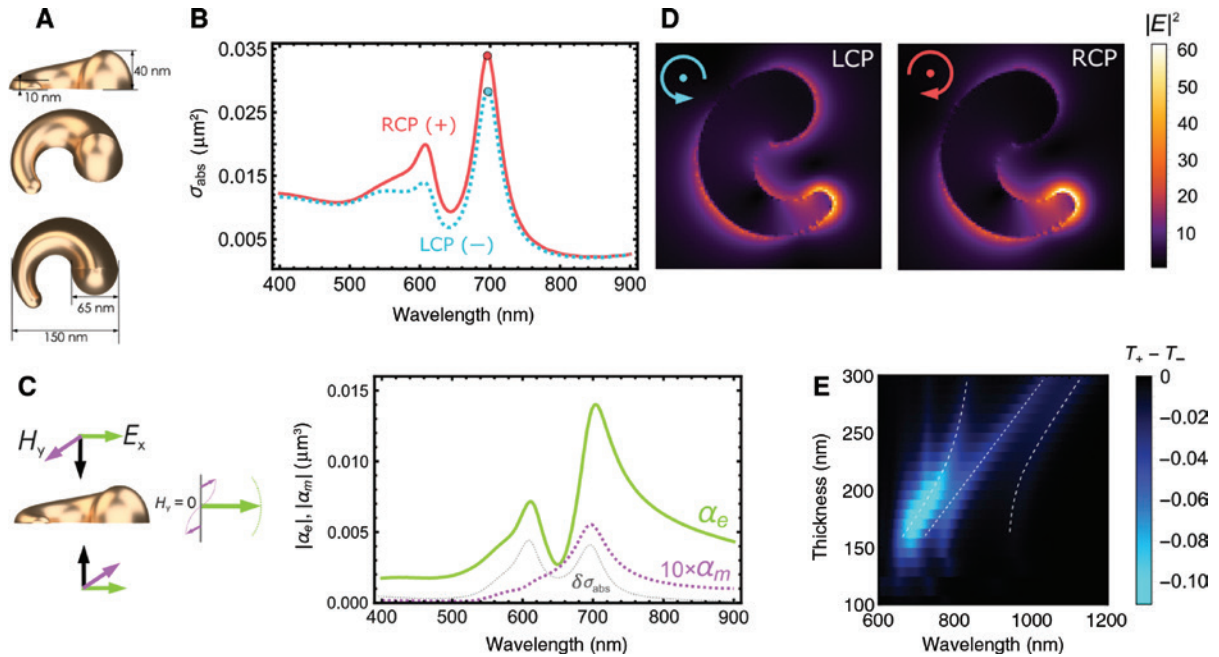 A
40 nm
10 nm
65 nm
150 nm
B
0.035
0.025
0.015
0.005
σabs (µm²)
RCP (+)
LCP (−)
400 500 600 700 800 900
Wavelength (nm)
D
LCP
RCP
|E|²
60
50
40
30
20
10
C
Hy
Ex
Hy = 0
0.015
0.010
0.005
0.000
|αe|, |αm| (µm³)
αe
10×αm
δσabs
400 500 600 700 800 900
Wavelength (nm)
E
T+ − T−
300
250
200
150
100
Thickness (nm)
600 800 1000 1200
Wavelength (nm)
0
−0.02
−0.04
−0.06
−0.08
−0.10